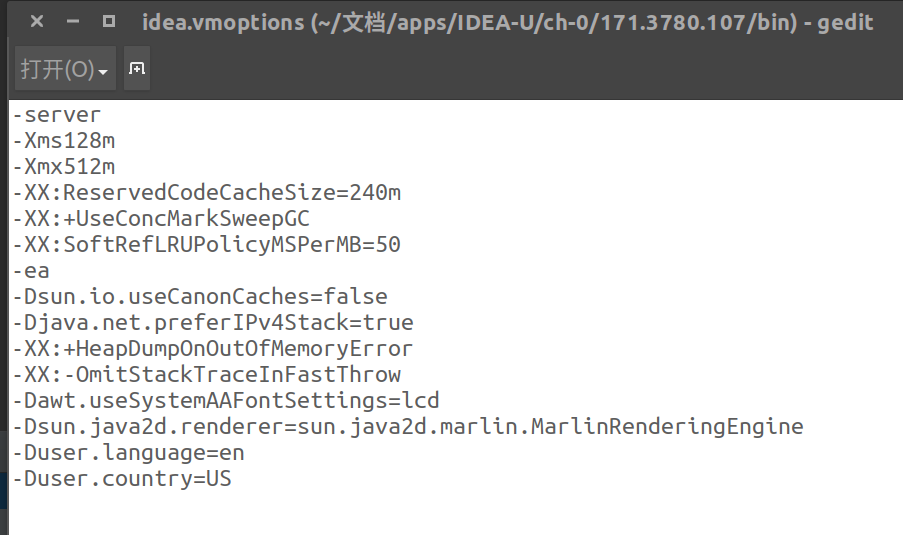 idea.vmoptions (~/文档/apps/IDEA-U/ch-0/171.3780.107/bin) - gedit
打开(O)
-server
-Xms128m
-Xmx512m
-XX:ReservedCodeCacheSize=240m
-XX:+UseConcMarkSweepGC
-XX:SoftRefLRUPolicyMSPerMB=50
-ea
-Dsun.io.useCanonCaches=false
-Djava.net.preferIPv4Stack=true
-XX:+HeapDumpOnOutOfMemoryError
-XX:-OmitStackTraceInFastThrow
-Dawt.useSystemAAFontSettings=lcd
-Dsun.java2d.renderer=sun.java2d.marlin.MarlinRenderingEngine
-Duser.language=en
-Duser.country=US